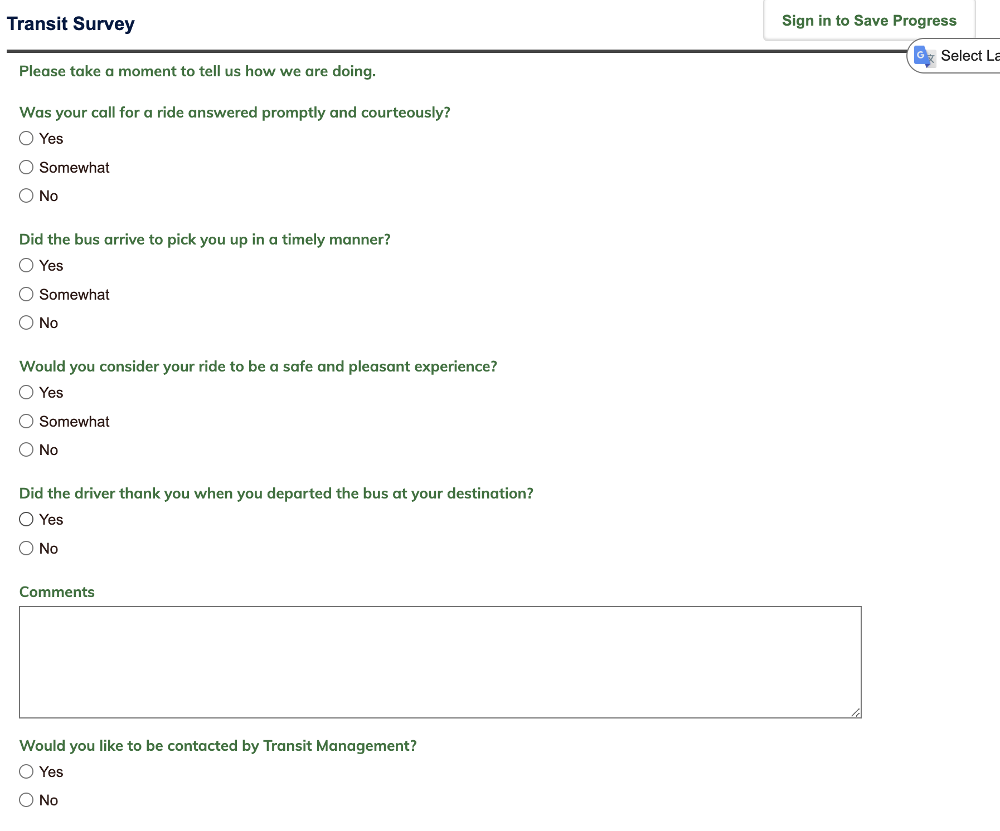 Transit Survey
Sign in to Save Progress
Select
Please take a moment to tell us how we are doing.
Was your call for a ride answered promptly and courteously?
Yes
Somewhat
No
Did the bus arrive to pick you up in a timely manner?
Yes
Somewhat
No
Would you consider your ride to be a safe and pleasant experience?
Yes
Somewhat
No
Did the driver thank you when you departed the bus at your destination?
Yes
No
Comments
Would you like to be contacted by Transit Management?
Yes
No